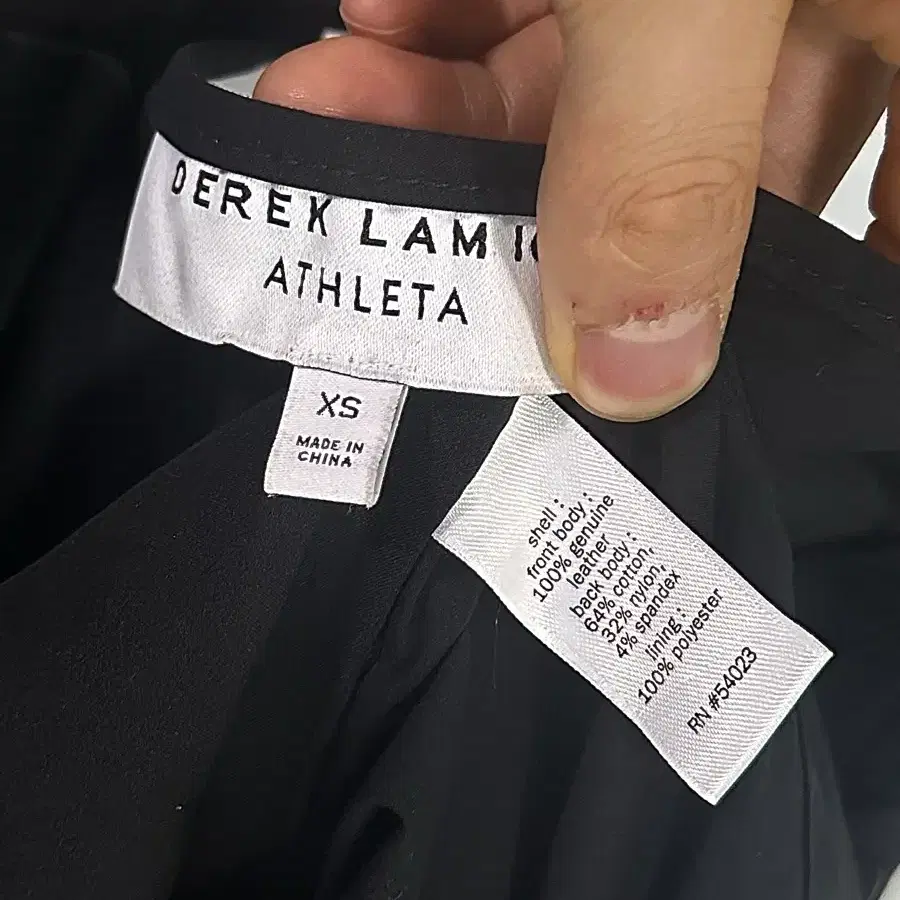 DEREK LAM
ATHLETA
XS
MADE IN
CHINA
shell :
front body :
100% genuine
leather
back body :
64% cotton,
32% nylon,
4% spandex
lining :
100% polyester
RN #54023